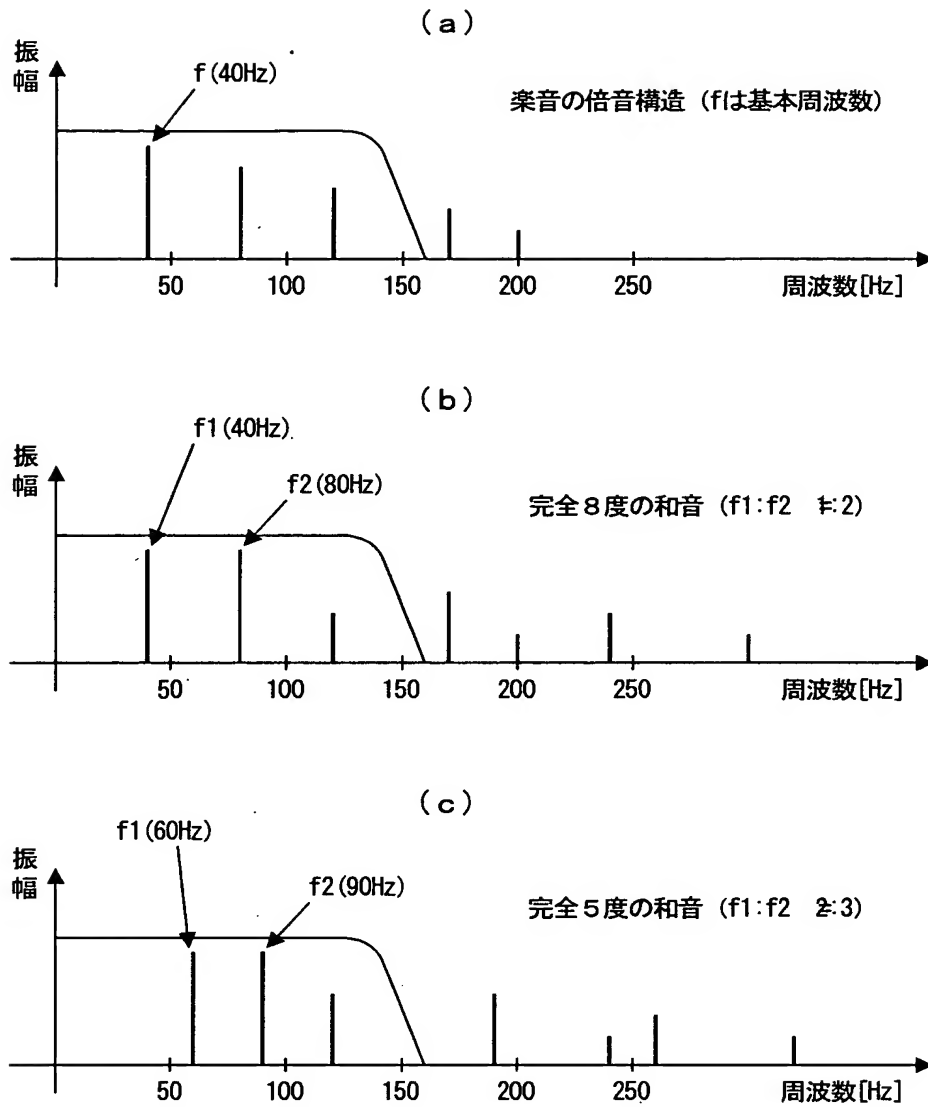 (a)
振
幅
f(40Hz)
楽音の倍音構造 (fは基本周波数)
50 100 150 200 250 周波数[Hz]
(b)
f1(40Hz)
振
幅
f2(80Hz)
完全8度の和音 (f1:f2 :2)
50 100 150 200 250 周波数[Hz]
(c)
f1(60Hz)
振
幅
f2(90Hz)
完全5度の和音 (f1:f2 :3)
50 100 150 200 250 周波数[Hz]